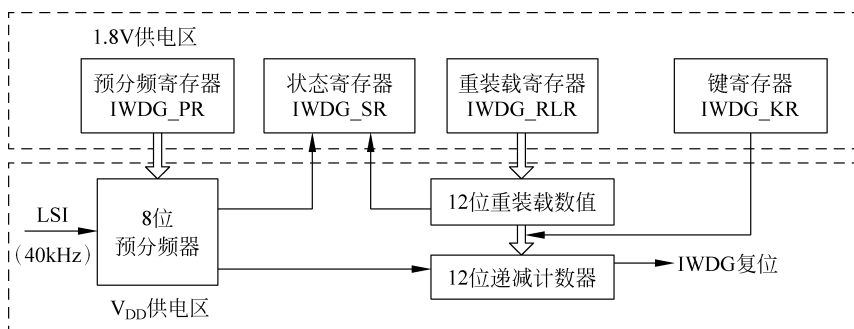 1.8V供电区
预分频寄存器
IWDG_PR
状态寄存器
IWDG_SR
重装载寄存器
IWDG_RLR
键寄存器
IWDG_KR
LSI
(40kHz)
8位
预分频器
12位重装载数值
12位递减计数器
IWDG复位
VDD供电区